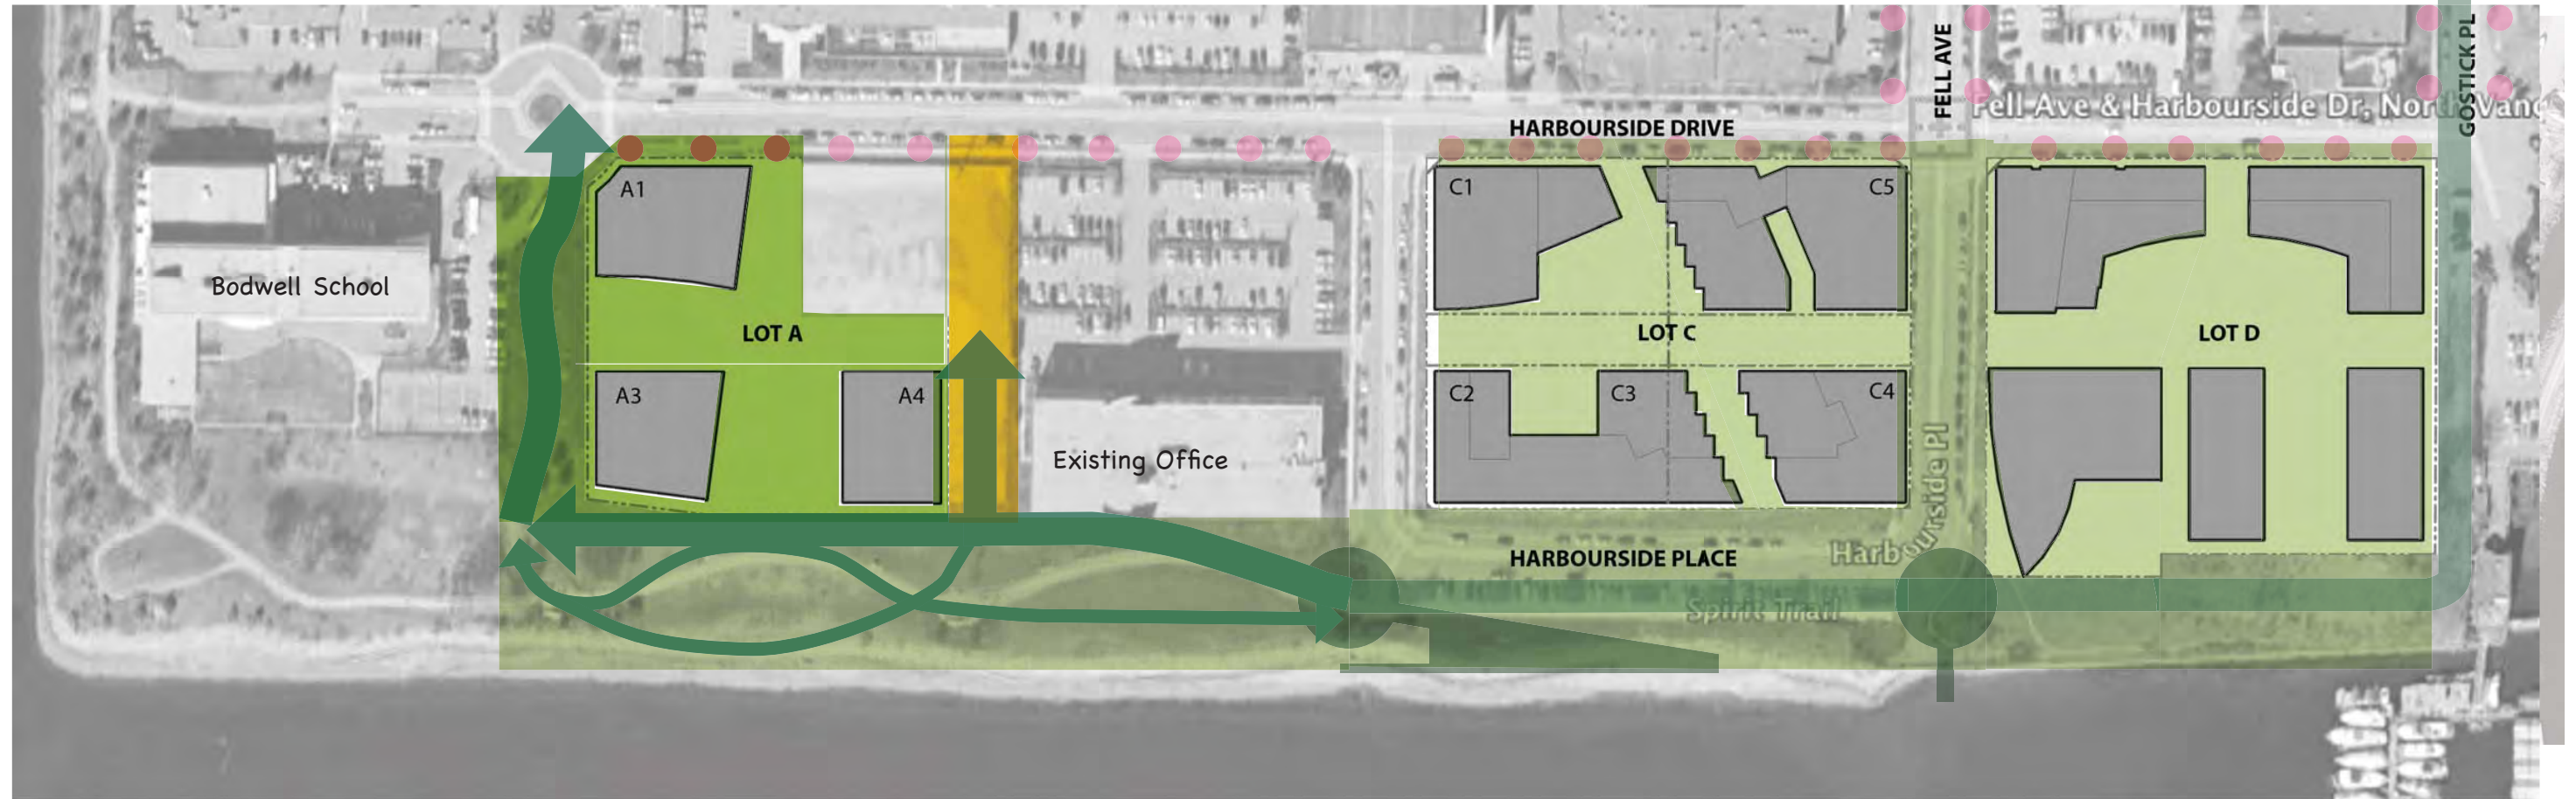 FELL AVE
GOSTICK PL
Fell Ave & Harbourside Dr, North Vanc
HARBOURSIDE DRIVE
A1
C1
C5
Bodwell School
LOT A
LOT C
LOT D
A3
A4
C2
C3
C4
Existing Office
Harbourside Pl
HARBOURSIDE PLACE
Spirit Trail